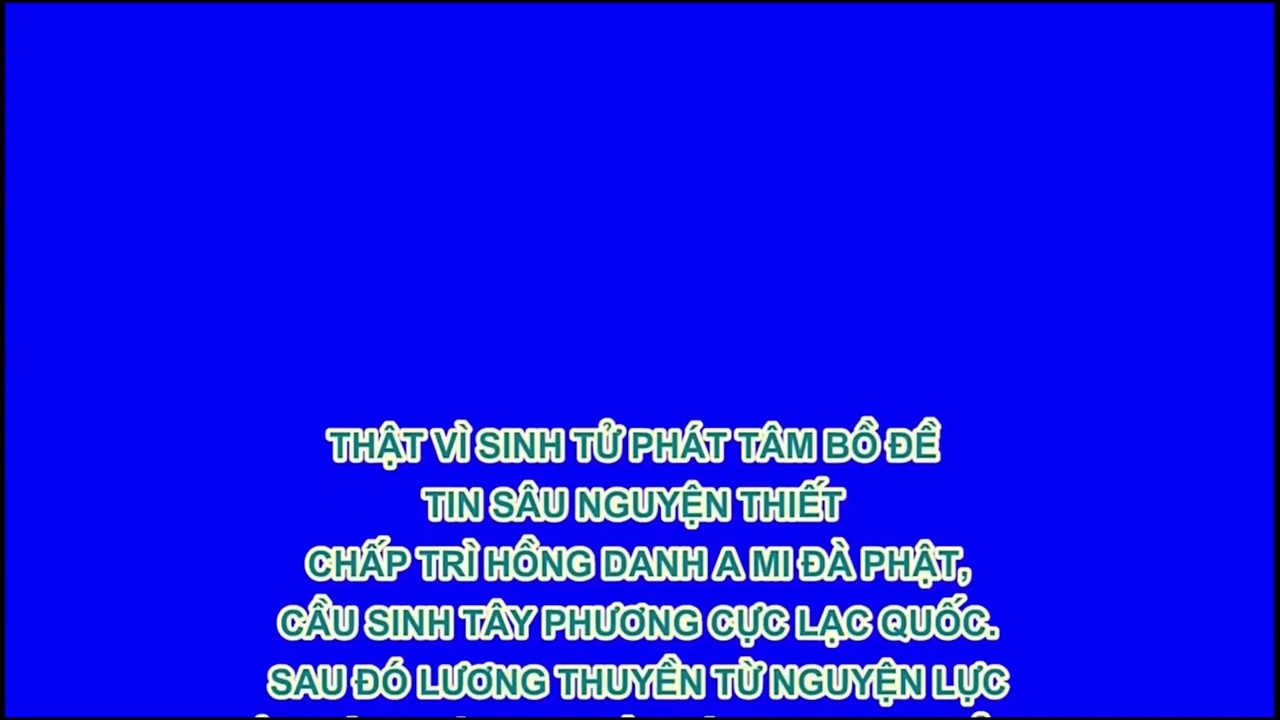 THẬT VÌ SINH TỬ PHÁT TÂM BỒ ĐỀ
TIN SÂU NGUYỆN THIẾT
CHẤP TRÌ HỒNG DANH A MI ĐÀ PHẬT,
CẦU SINH TÂY PHƯƠNG CỰC LẠC QUỐC.
SAU ĐÓ LƯƠNG THUYỀN TỪ NGUYỆN LỰC